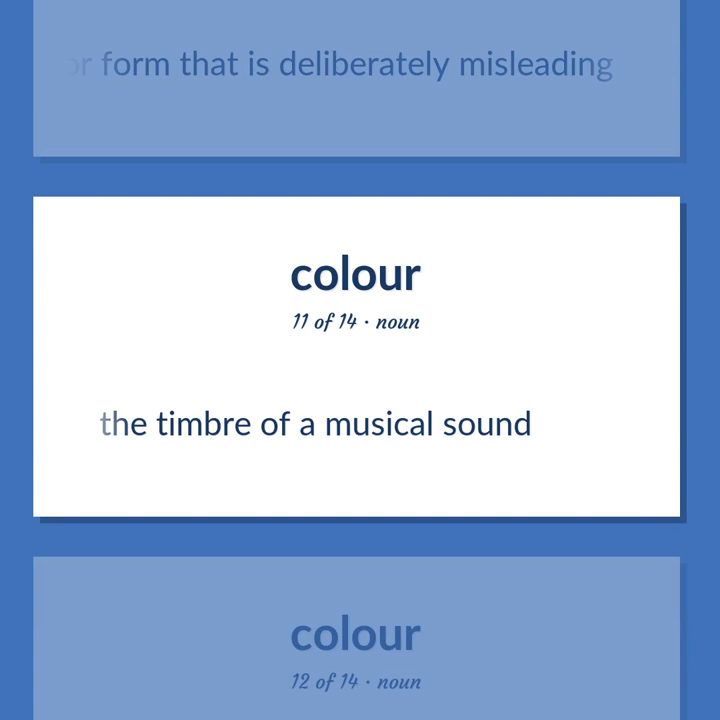 or form that is deliberately misleading
colour
11 of 14 · noun
the timbre of a musical sound
colour
12 of 14 · noun